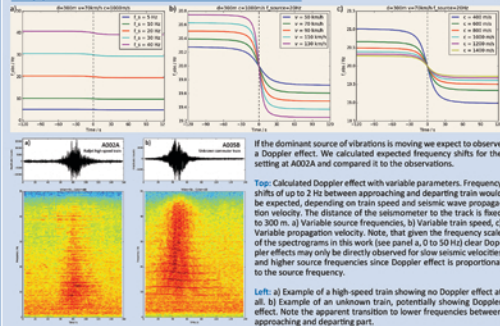 a) d=300m v=70km/h c=1000m/s
b) d=300m c=1000m/s f_source=20Hz
c) d=300m v=70km/h f_source=20Hz
f_s = 5 Hz
f_s = 10 Hz
f_s = 20 Hz
f_s = 30 Hz
f_s = 40 Hz
v = 50 km/h
v = 70 km/h
v = 90 km/h
v = 110 km/h
v = 130 km/h
c = 400 m/s
c = 600 m/s
c = 800 m/s
c = 1000 m/s
c = 1200 m/s
c = 1400 m/s
Time / s
Time / s
Time / s
a)
A002A
b)
A005B
If the dominant source of vibrations is moving we expect to observe
a Doppler effect. We calculated expected frequency shifts for the
setting at A002A and compared it to the observations.
Top: Calculated Doppler effect with variable parameters. Frequency
shifts of up to 2 Hz between approaching and departing train would
be expected, depending on train speed and seismic wave propaga-
tion velocity. The distance of the seismometer to the track is fixed
to 300 m. a) Variable source frequencies, b) Variable train speed, c)
Variable propagation velocity. Note, that given the frequency scale
of the spectrograms in this work (see panel a, 0 to 50 Hz) clear Dop-
pler effects may only be directly observed for slow seismic velocities
and higher source frequencies since Doppler effect is proportional
to the source frequency.
Left: a) Example of a high-speed train showing no Doppler effect at
all. b) Example of an unknown train, potentially showing Doppler
effect. Note the apparent transition to lower frequencies between
approaching and departing part.